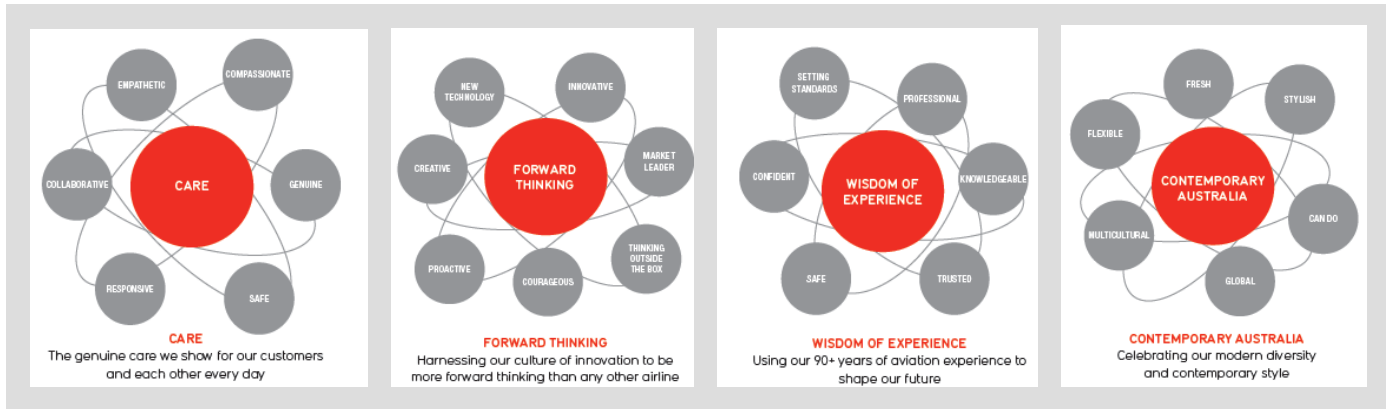 EMPATHETIC
COMPASSIONATE
COLLABORATIVE
CARE
GENUINE
RESPONSIVE
SAFE
CARE
The genuine care we show for our customers
and each other every day
NEW
TECHNOLOGY
INNOVATIVE
CREATIVE
FORWARD
THINKING
MARKET
LEADER
PROACTIVE
COURAGEOUS
THINKING
OUTSIDE
THE BOX
FORWARD THINKING
Harnessing our culture of innovation to be
more forward thinking than any other airline
SETTING
STANDARDS
PROFESSIONAL
CONFIDENT
WISDOM OF
EXPERIENCE
KNOWLEDGEABLE
SAFE
TRUSTED
WISDOM OF EXPERIENCE
Using our 90+ years of aviation experience to
shape our future
FRESH
STYLISH
FLEXIBLE
CONTEMPORARY
AUSTRALIA
MULTICULTURAL
CAN DO
GLOBAL
CONTEMPORARY AUSTRALIA
Celebrating our modern diversity
and contemporary style